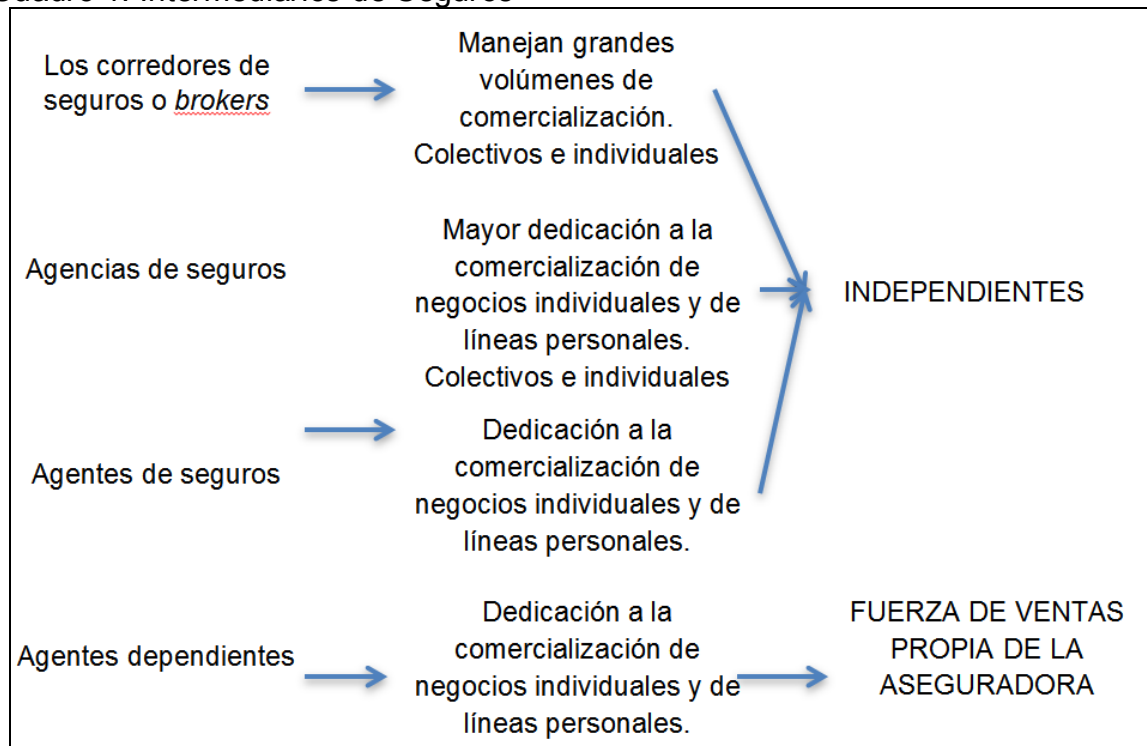 Los corredores de
seguros o brokers
Manejan grandes
volúmenes de
comercialización.
Colectivos e individuales
Agencias de seguros
Mayor dedicación a la
comercialización de
negocios individuales y de
líneas personales.
Colectivos e individuales
INDEPENDIENTES
Agentes de seguros
Dedicación a la
comercialización de
negocios individuales y de
líneas personales.
Agentes dependientes
Dedicación a la
comercialización de
negocios individuales y de
líneas personales.
FUERZA DE VENTAS
PROPIA DE LA
ASEGURADORA